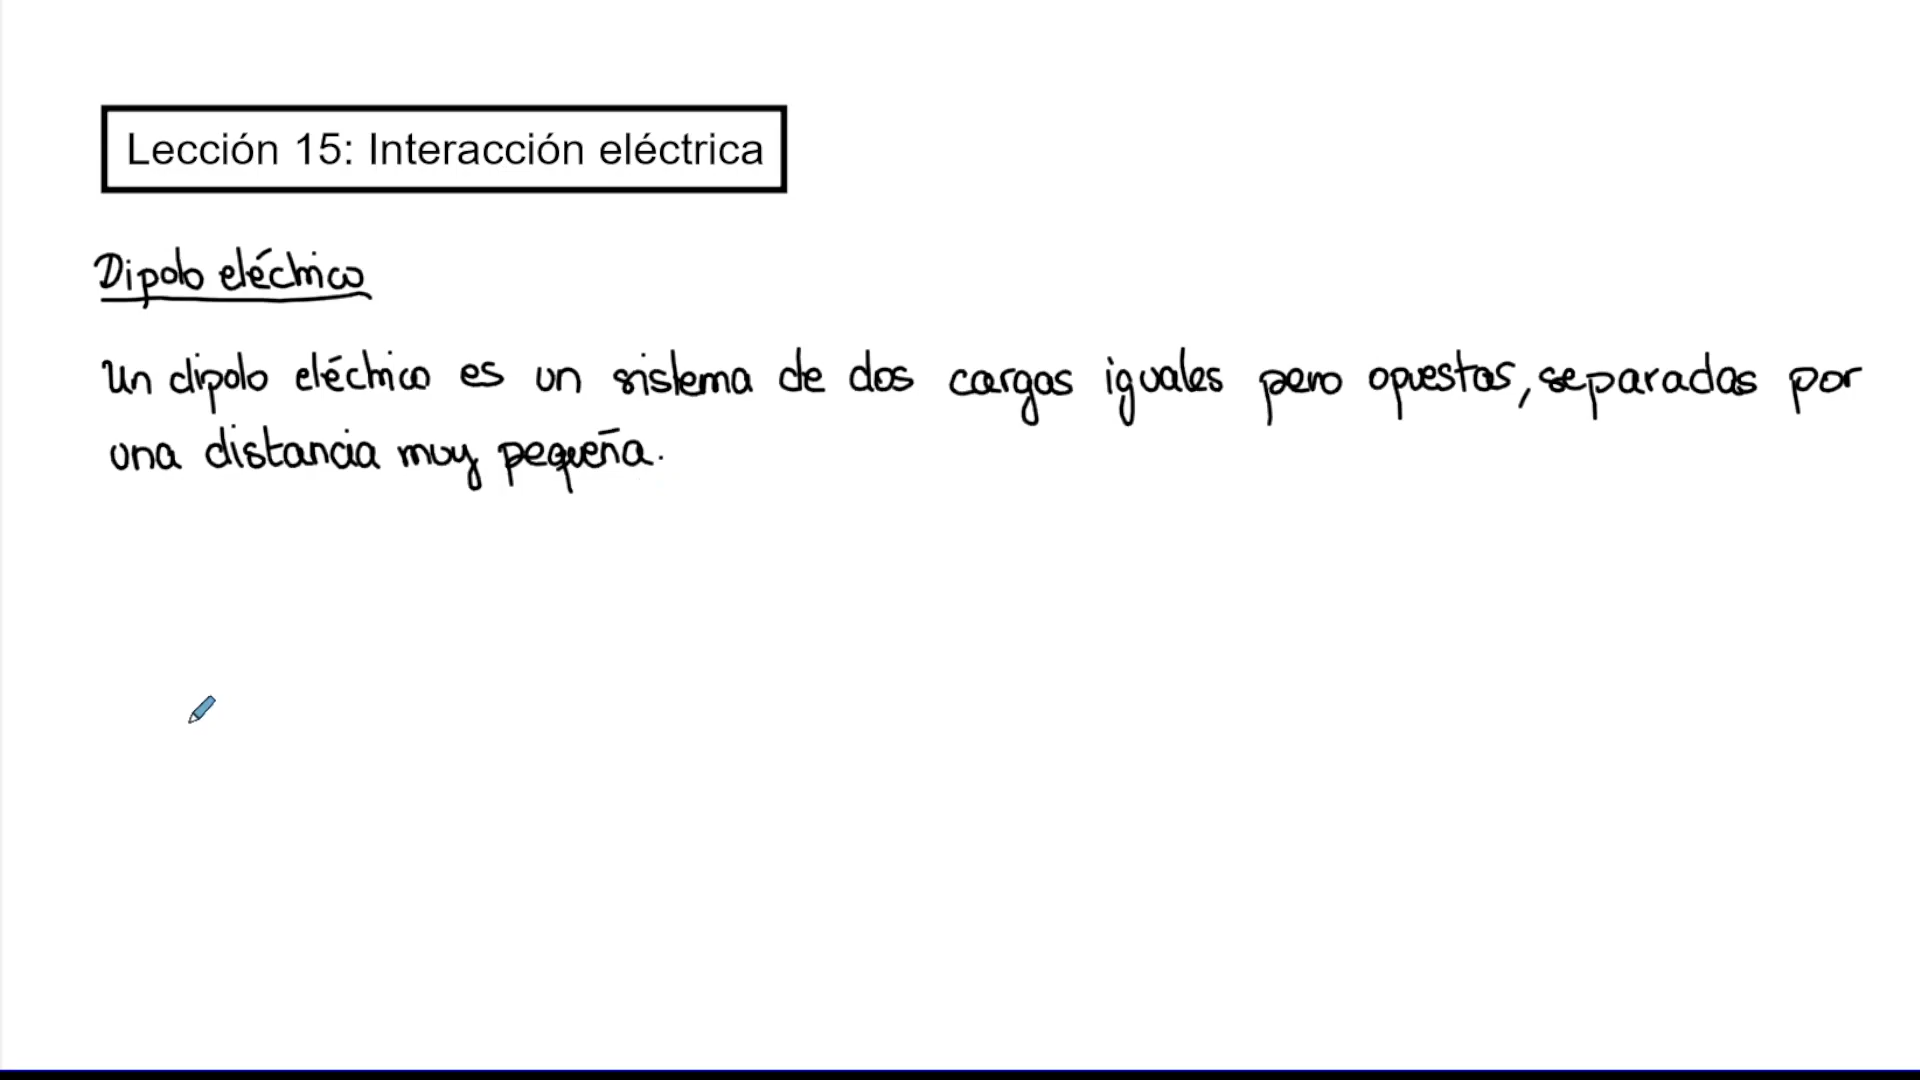 Lección 15: Interacción eléctrica
Dipolo eléctrico
Un dipolo eléctrico es un sistema de dos cargas iguales pero opuestas, separadas por
una distancia muy pequeña.